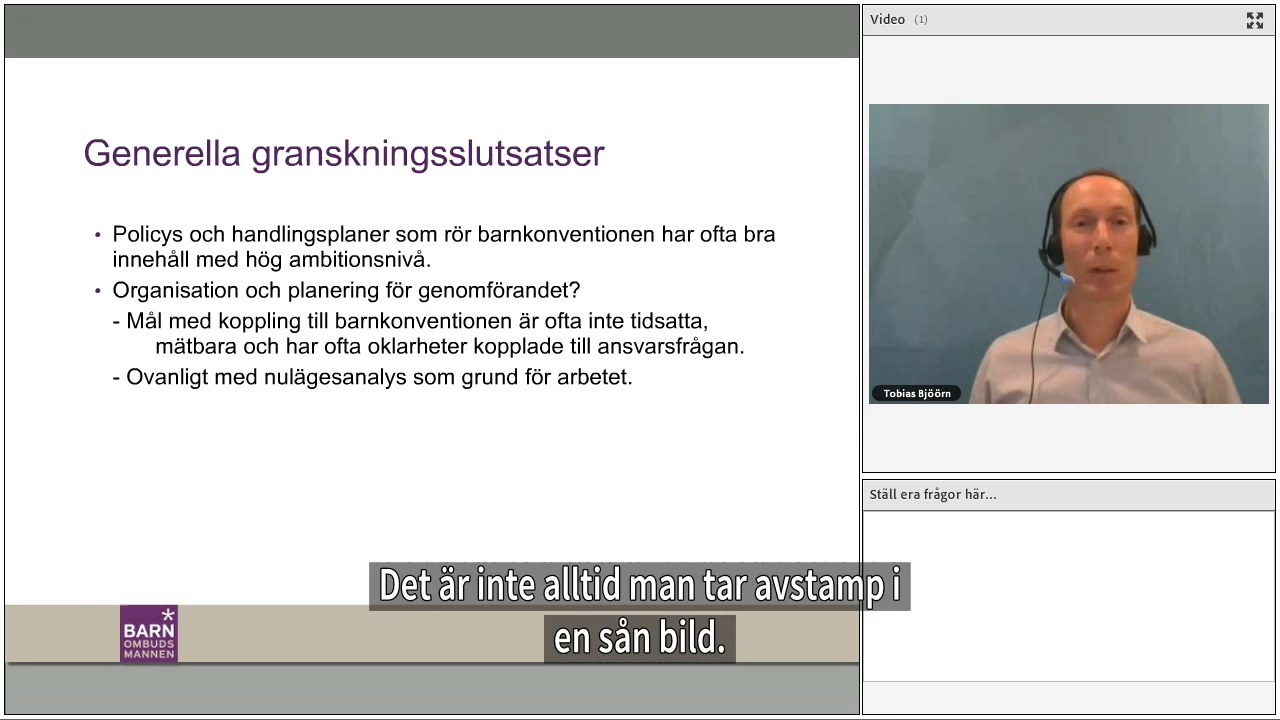 Generella granskningsslutsatser
• Policys och handlingsplaner som rör barnkonventionen har ofta bra
innehåll med hög ambitionsnivå.
• Organisation och planering för genomförandet?
- Mål med koppling till barnkonventionen är ofta inte tidsatta,
mätbara och har ofta oklarheter kopplade till ansvarsfrågan.
- Ovanligt med nulägesanalys som grund för arbetet.
BARN
OMBUDS
MANNEN
Det är inte alltid man tar avstamp i
en sån bild.
Video (1)
Tobias Bjöörn
Ställ era frågor här...